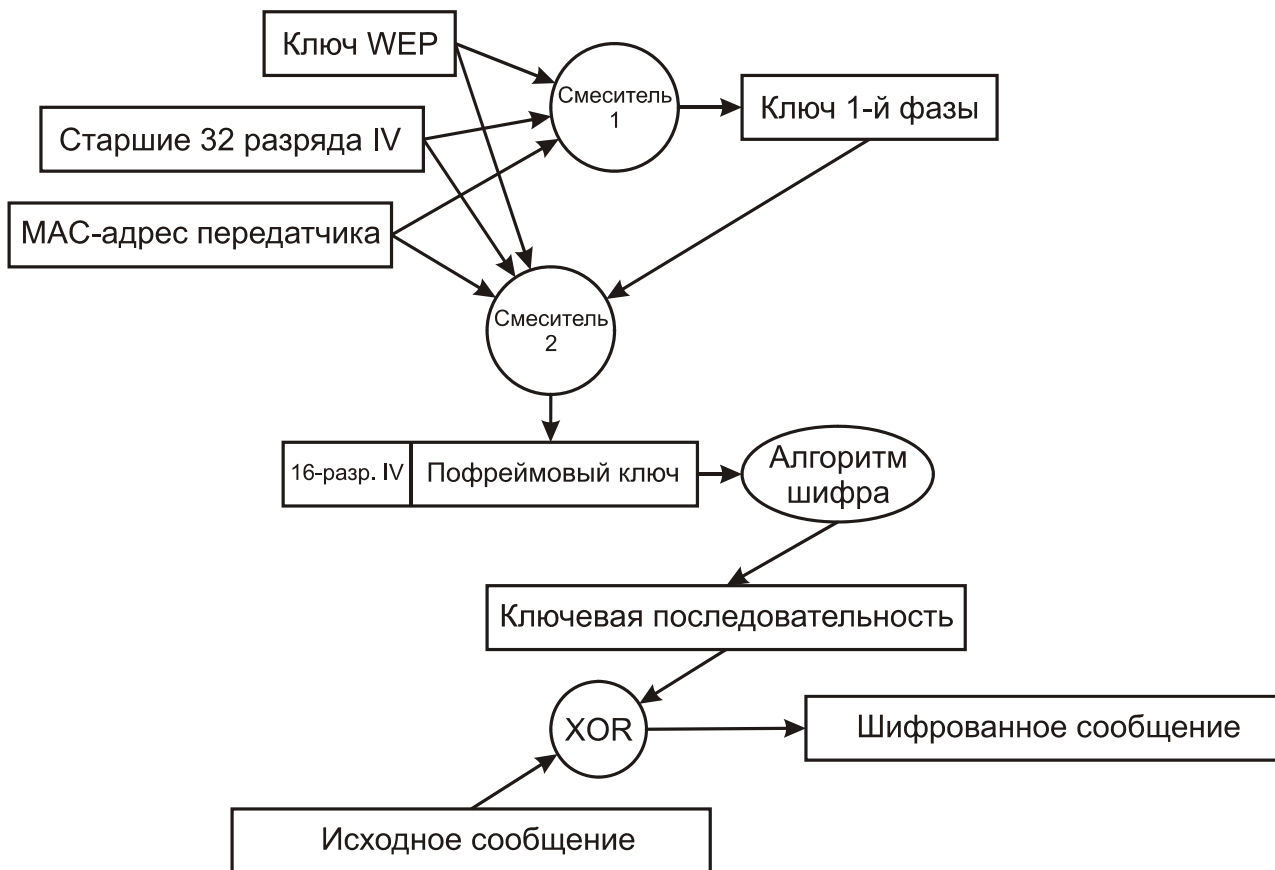 Ключ WEP
Смеситель
1
Ключ 1-й фазы
Старшие 32 разряда IV
MAC-адрес передатчика
Смеситель
2
16-разр. IV
Пофреймовый ключ
Алгоритм
шифра
Ключевая последовательность
XOR
Шифрованное сообщение
Исходное сообщение